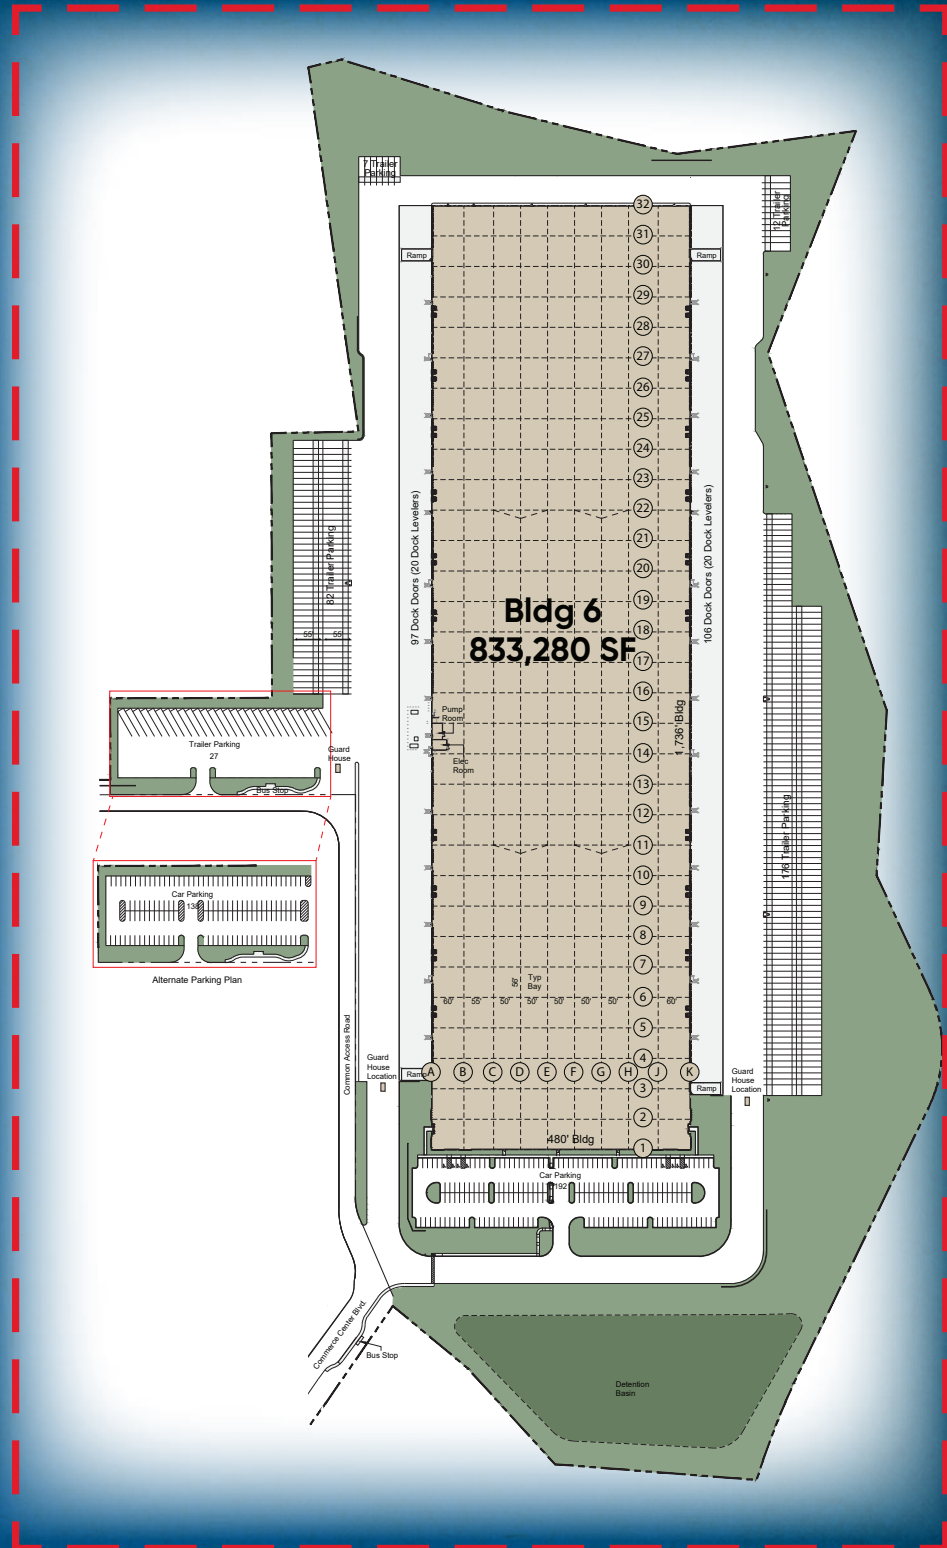 7 Trailer
Parking
12 Trailer
Parking
32
31
Ramp
Ramp
30
29
28
27
26
25
24
23
22
21
20
19
18
17
16
15
14
13
12
11
10
9
8
7
6
5
4
3
2
1
97 Dock Doors (20 Dock Levelers)
106 Dock Doors (20 Dock Levelers)
82 Trailer Parking
55'
55'
Bldg 6
833,280 SF
1,736' Bldg
Pump
Room
Elec
Room
Trailer Parking
27
Guard
House
Bus Stop
176 Trailer Parking
Car Parking
138
Alternate Parking Plan
Typ
Bay
56'
60'
55'
50'
50'
50'
50'
50'
60'
Common Access Road
Guard
House
Location
Ramp
A
B
C
D
E
F
G
H
J
K
Ramp
Guard
House
Location
480' Bldg
Car Parking
192
Commerce Center Blvd.
Bus Stop
Detention
Basin